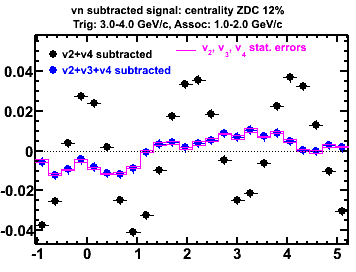 vn subtracted signal: centrality ZDC 12%
Trig: 3.0-4.0 GeV/c, Assoc: 1.0-2.0 GeV/c
v2+v4 subtracted
v2, v3, v4 stat. errors
v2+v3+v4 subtracted
0.04
0.02
0
-0.02
-0.04
-1 0 1 2 3 4 5